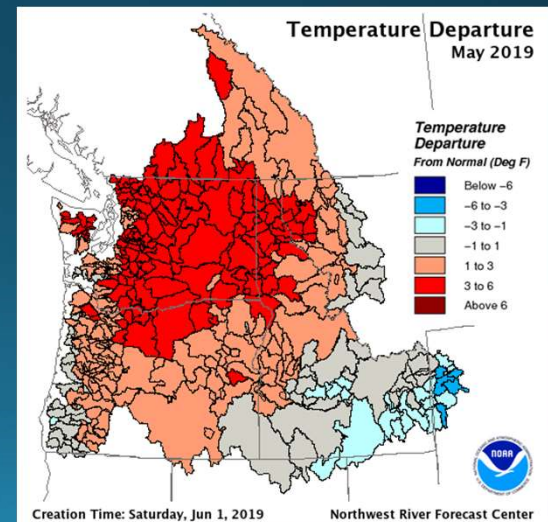 Temperature Departure
May 2019
Temperature
Departure
From Normal (Deg F)
Below -6
-6 to -3
-3 to -1
-1 to 1
1 to 3
3 to 6
Above 6
NOAA
Creation Time: Saturday, Jun 1, 2019
Northwest River Forecast Center